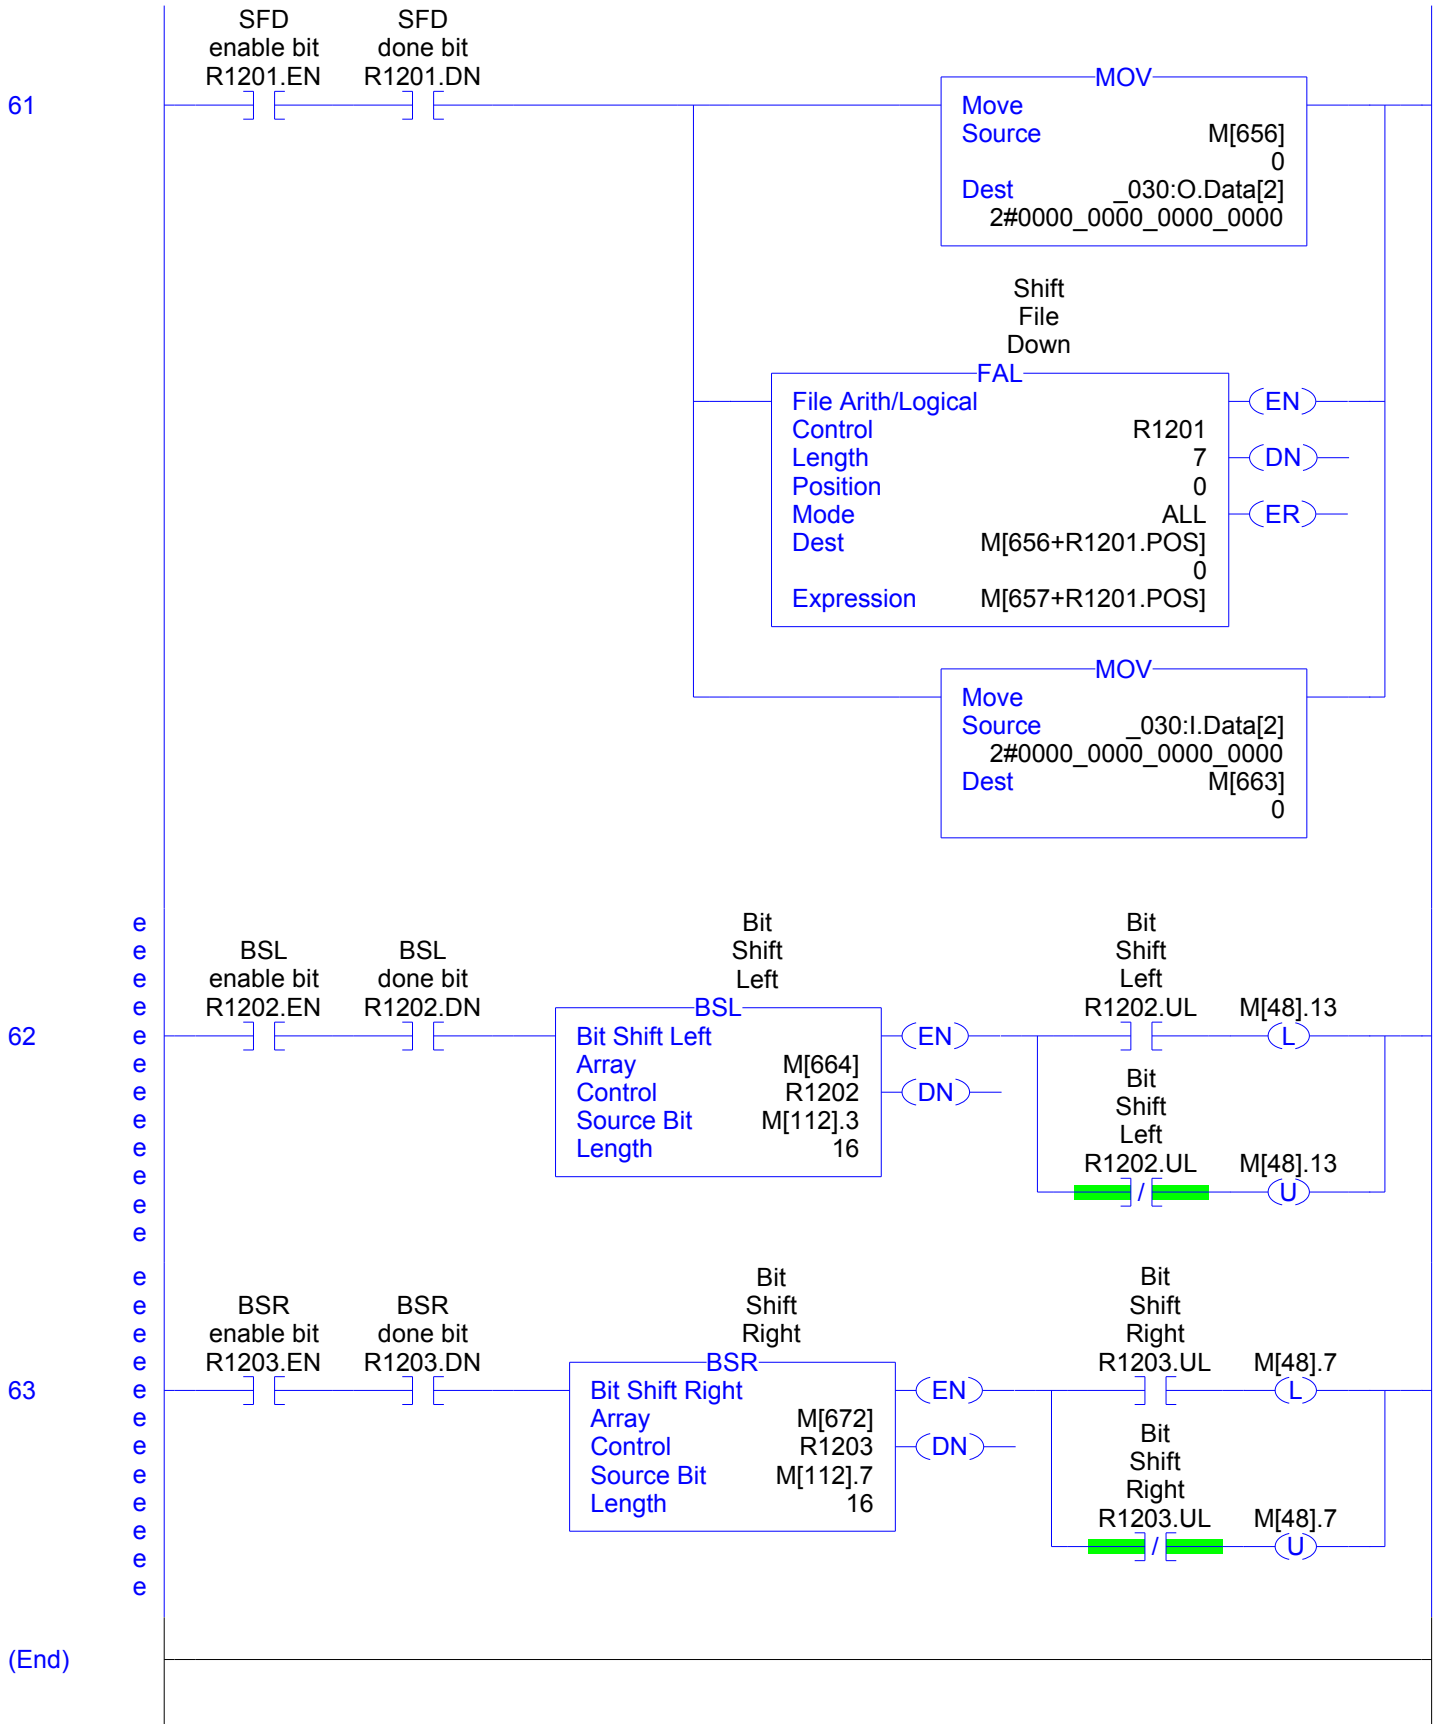 SFD SFD
enable bit done bit
R1201.EN R1201.DN
61
MOV
Move
Source M[656]
0
Dest _030:O.Data[2]
2#0000_0000_0000_0000
Shift
File
Down
FAL
File Arith/Logical
Control R1201
Length 7
Position 0
Mode ALL
Dest M[656+R1201.POS]
0
Expression M[657+R1201.POS]
EN
DN
ER
MOV
Move
Source _030:I.Data[2]
2#0000_0000_0000_0000
Dest M[663]
0
e
e
e
e
e
e
e
e
e
e
e
e
62
BSL BSL
enable bit done bit
R1202.EN R1202.DN
Bit
Shift
Left
BSL
Bit Shift Left
Array M[664]
Control R1202
Source Bit M[112].3
Length 16
EN
DN
Bit
Shift
Left
R1202.UL M[48].13
L
Bit
Shift
Left
R1202.UL M[48].13
/ U
e
e
e
e
e
e
e
e
e
e
e
e
63
BSR BSR
enable bit done bit
R1203.EN R1203.DN
Bit
Shift
Right
BSR
Bit Shift Right
Array M[672]
Control R1203
Source Bit M[112].7
Length 16
EN
DN
Bit
Shift
Right
R1203.UL M[48].7
L
Bit
Shift
Right
R1203.UL M[48].7
/ U
(End)